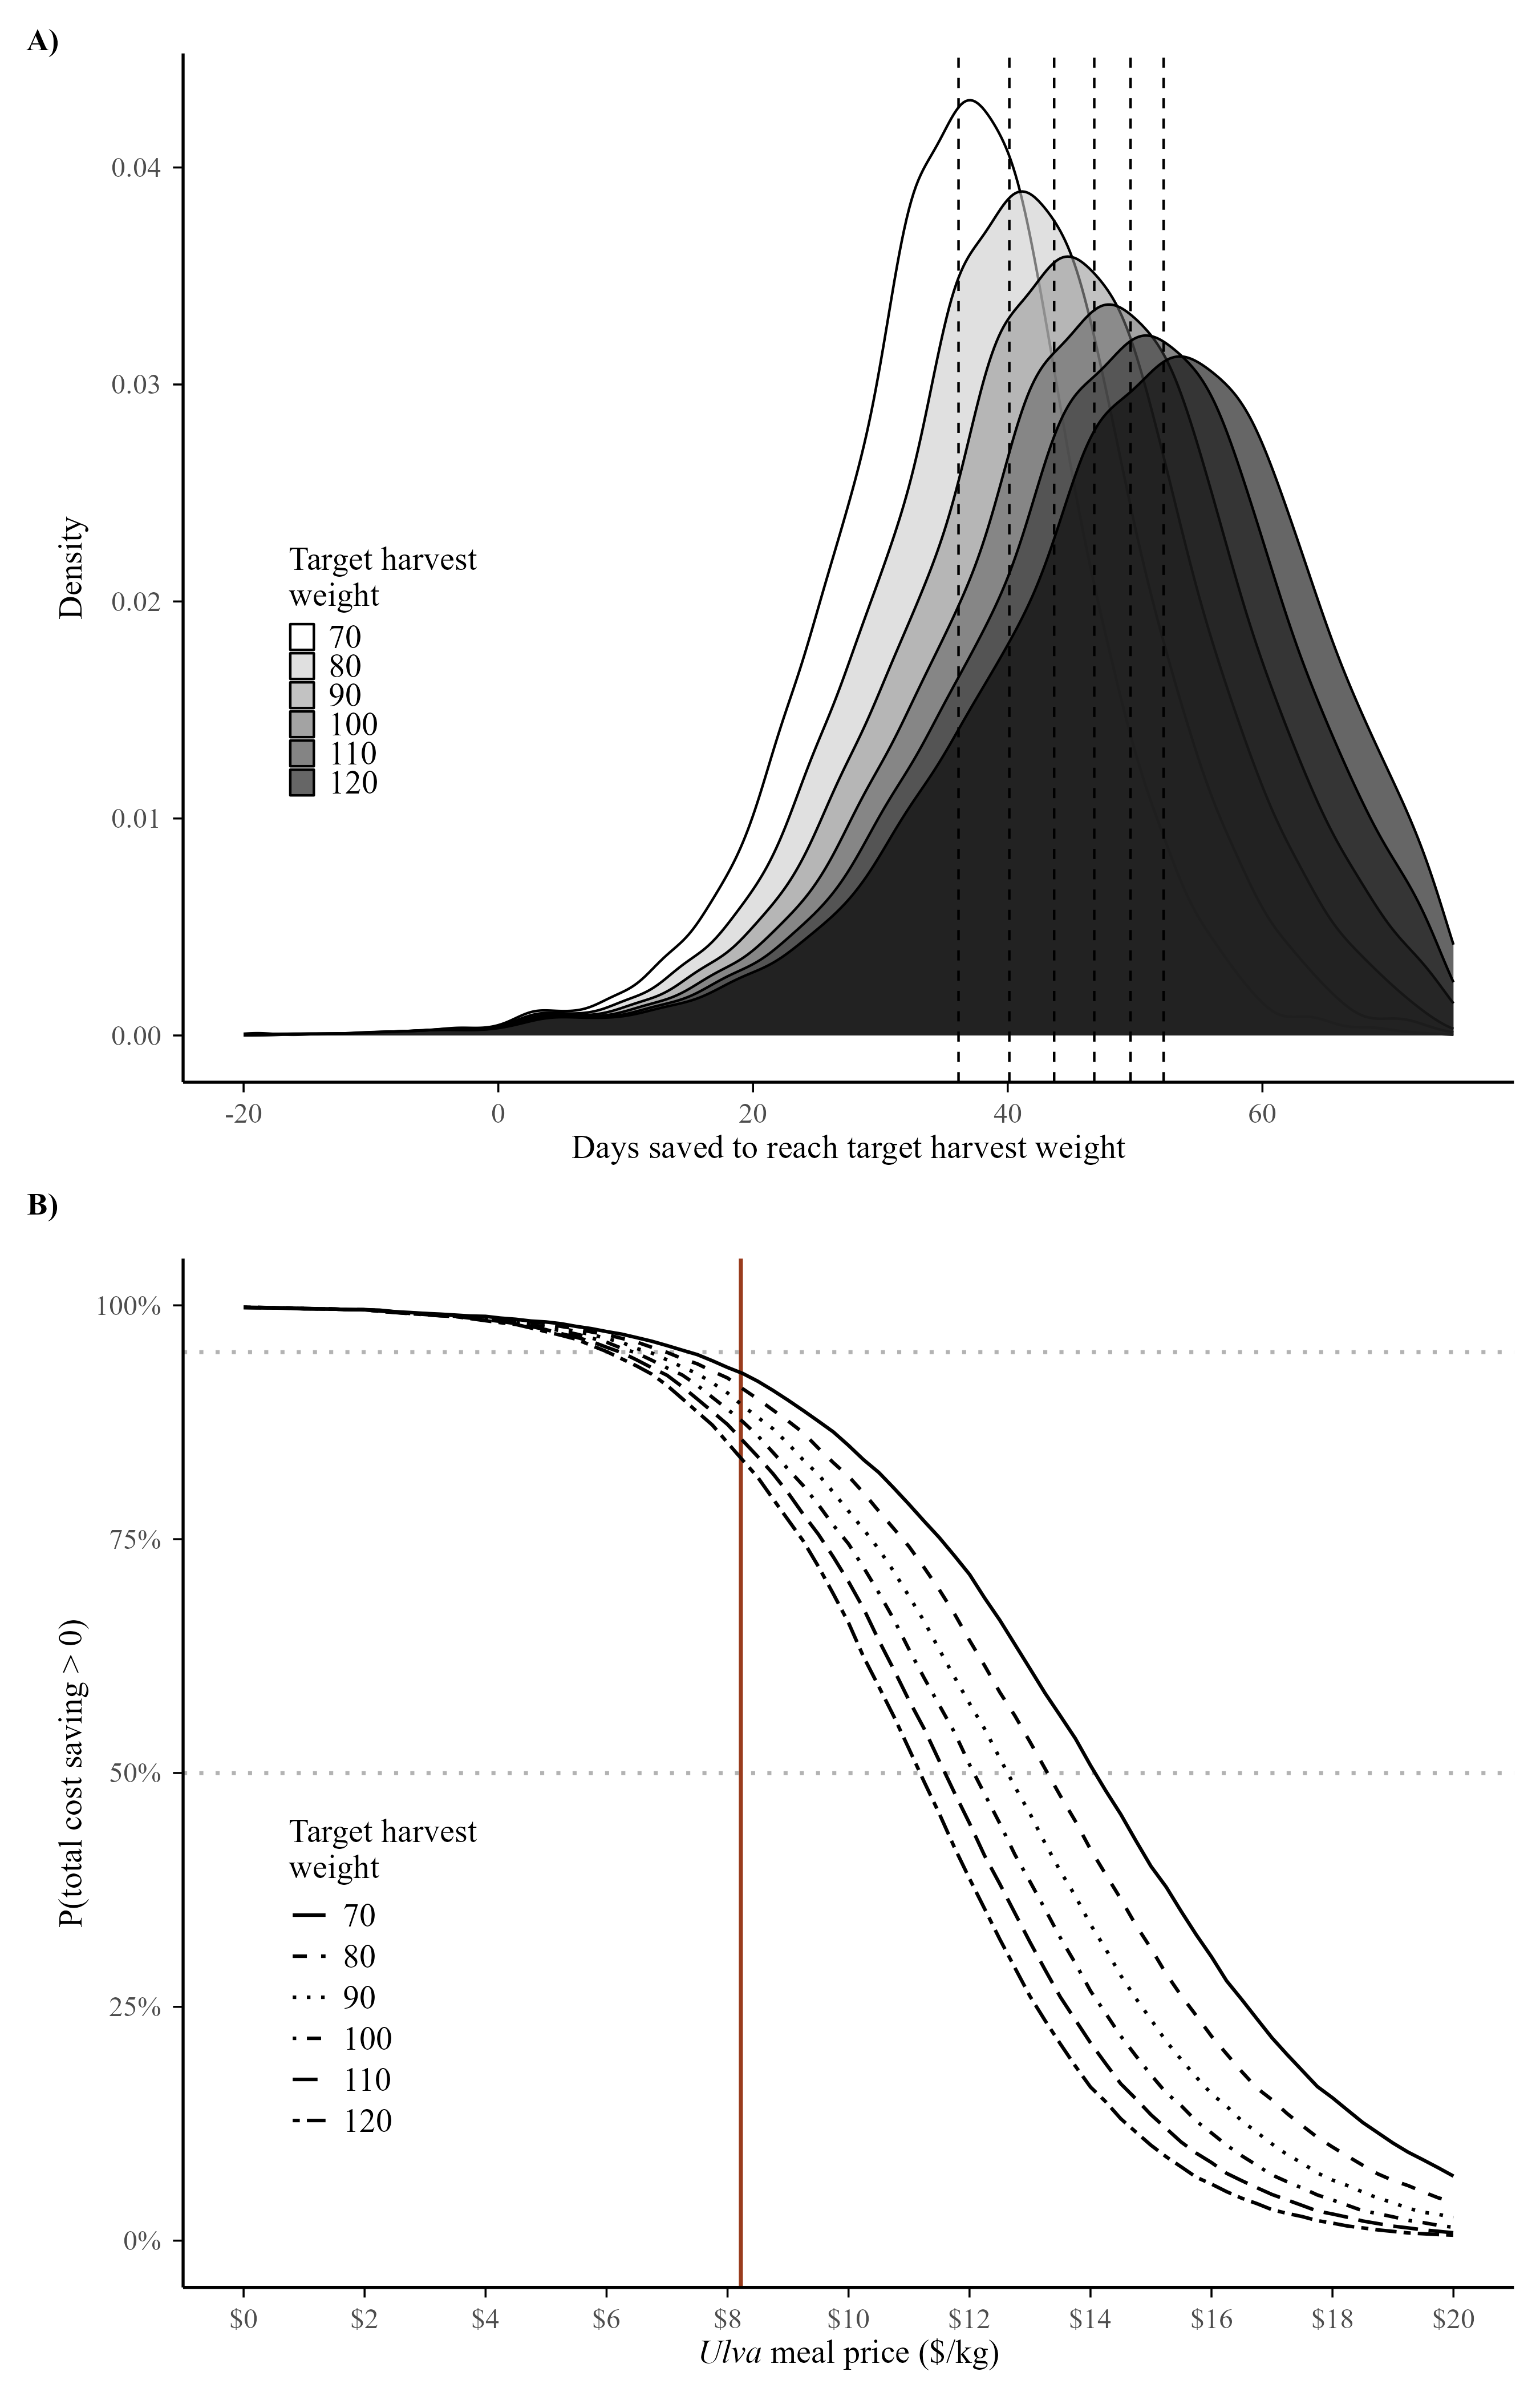 A)
0.04
0.03
0.02
0.01
0.00
Density
Target harvest
weight
70
80
90
100
110
120
-20 0 20 40 60
Days saved to reach target harvest weight
B)
100%
75%
50%
25%
0%
P(total cost saving > 0)
Target harvest
weight
70
80
90
100
110
120
$0 $2 $4 $6 $8 $10 $12 $14 $16 $18 $20
Ulva meal price ($/kg)